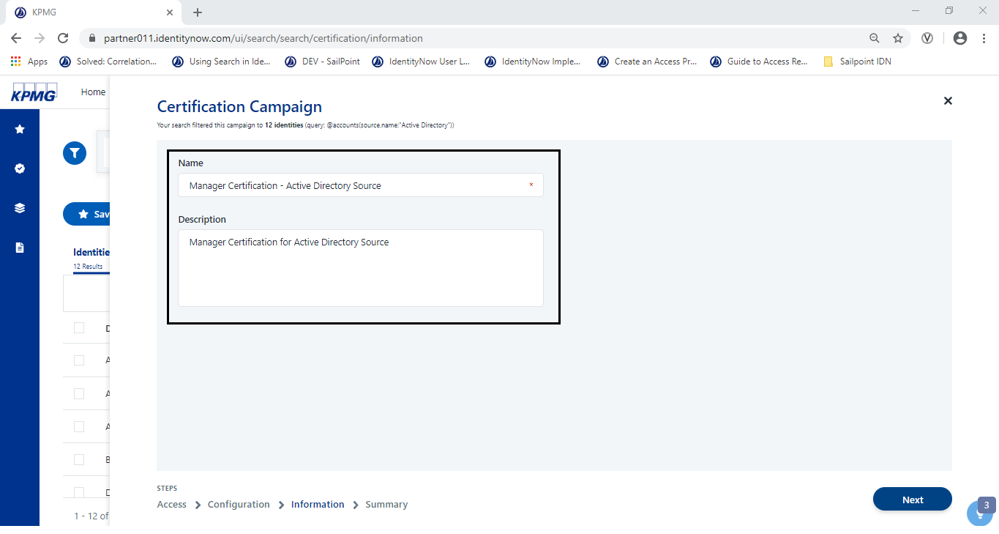 KPMG
partner011.identitynow.com/ui/search/search/certification/information
Apps
Solved: Correlation...
Using Search in Ide...
DEV - SailPoint
IdentityNow User L...
IdentityNow Imple...
Create an Access Pr...
Guide to Access Re...
Sailpoint IDN
KPMG
Home
Certification Campaign
Your search filtered this campaign to 12 identities (query: @accounts(source.name:"Active Directory"))
Name
Manager Certification - Active Directory Source *
Description
Manager Certification for Active Directory Source
Sav
Identitie
12 Results
D
A
A
A
B
D
1 - 12 of
STEPS
Access
Configuration
Information
Summary
Next
3